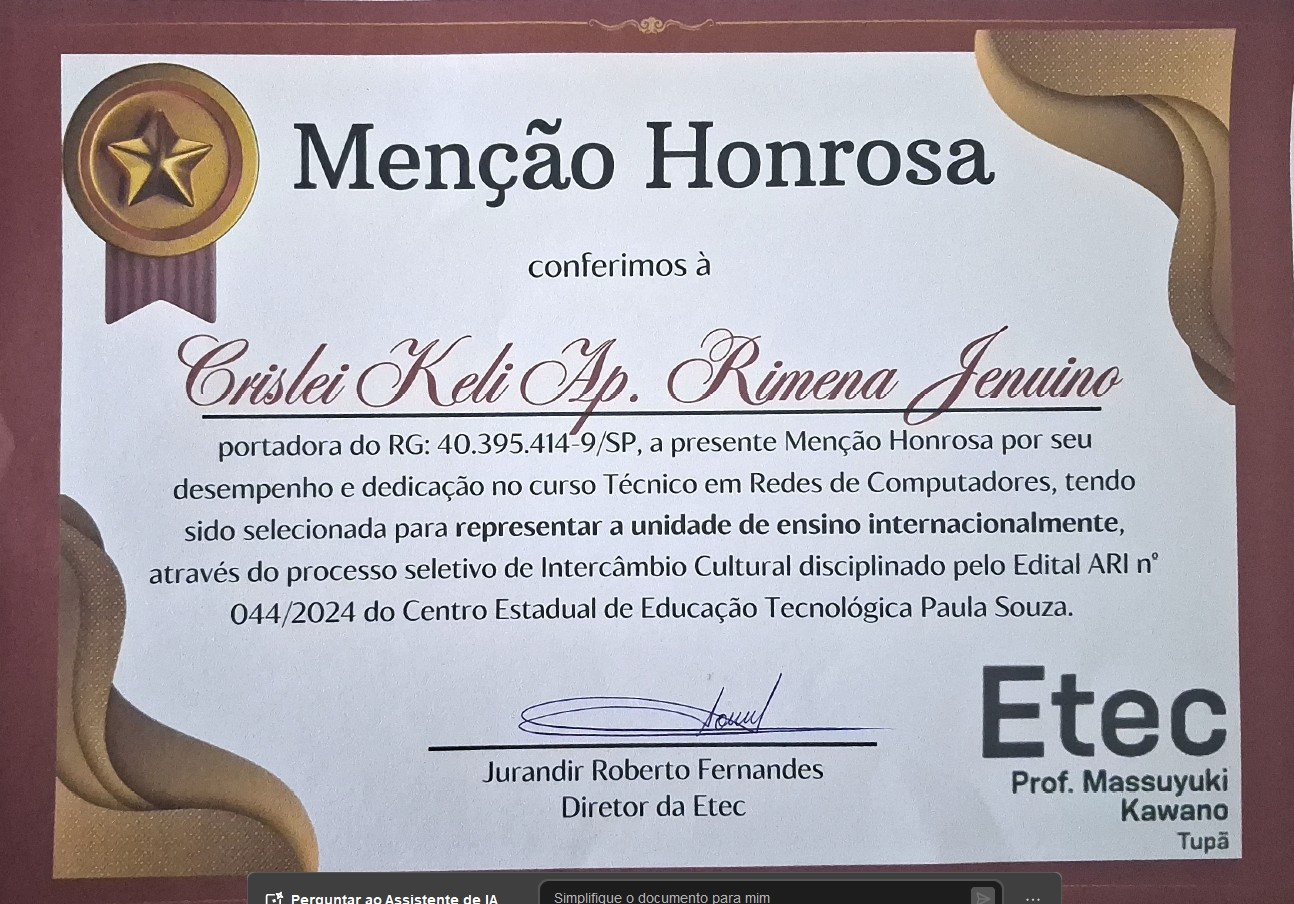 Menção Honrosa
conferimos à
Crislei Keli Ap. Rimena Jenuino
portadora do RG: 40.395.414-9/SP, a presente Menção Honrosa por seu
desempenho e dedicação no curso Técnico em Redes de Computadores, tendo
sido selecionada para representar a unidade de ensino internacionalmente,
através do processo seletivo de Intercâmbio Cultural disciplinado pelo Edital ARI nº
044/2024 do Centro Estadual de Educação Tecnológica Paula Souza.
Jurandir Roberto Fernandes
Diretor da Etec
Etec
Prof. Massuyuki
Kawano
Tupã
Perguntar ao Assistente de IA
Simplifique o documento para mim